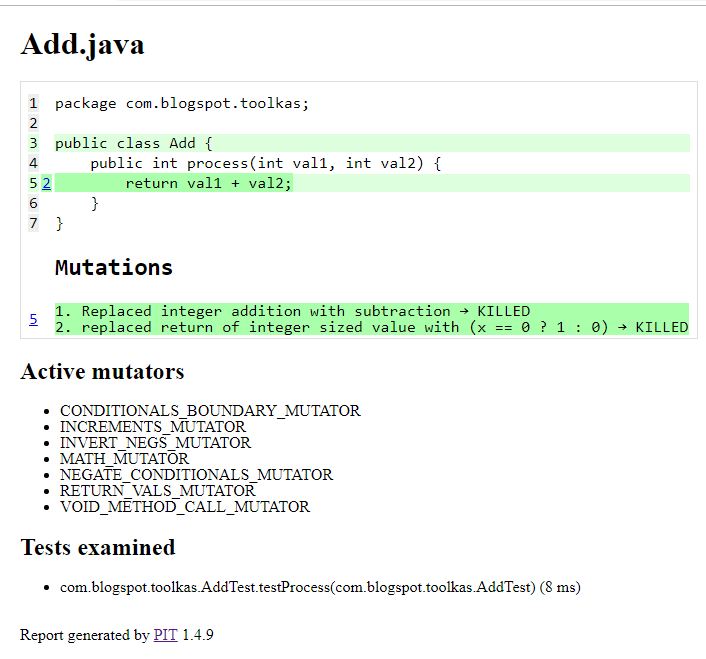 Add.java
1 package com.blogspot.toolkas;
2
3 public class Add {
4     public int process(int val1, int val2) {
5 2         return val1 + val2;
6     }
7 }
Mutations
5 1. Replaced integer addition with subtraction → KILLED
2. replaced return of integer sized value with (x == 0 ? 1 : 0) → KILLED
Active mutators
• CONDITIONALS_BOUNDARY_MUTATOR
• INCREMENTS_MUTATOR
• INVERT_NEGS_MUTATOR
• MATH_MUTATOR
• NEGATE_CONDITIONALS_MUTATOR
• RETURN_VALS_MUTATOR
• VOID_METHOD_CALL_MUTATOR
Tests examined
• com.blogspot.toolkas.AddTest.testProcess(com.blogspot.toolkas.AddTest) (8 ms)
Report generated by PIT 1.4.9